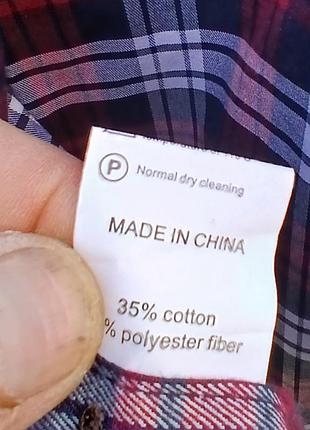 P Normal dry cleaning
MADE IN CHINA
35% cotton
% polyester fiber